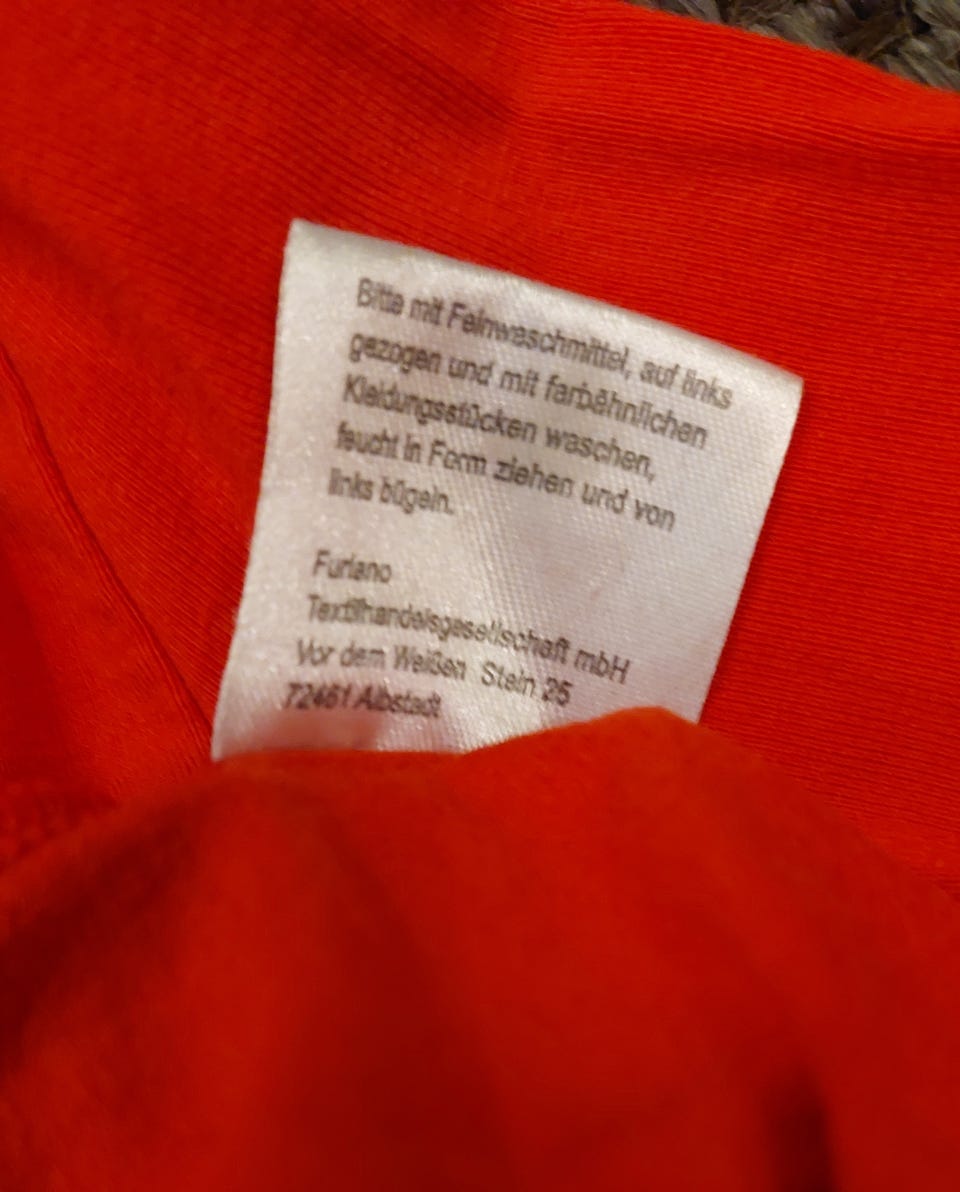 Bitte mit Feinwaschmittel, auf links
gezogen und mit farbähnlichen
Kleidungsstücken waschen,
feucht in Form ziehen und von
links bügeln.
Furlano
Textilhandelsgesellschaft mbH
Vor dem Weißen Stein 25
72461 Albstadt